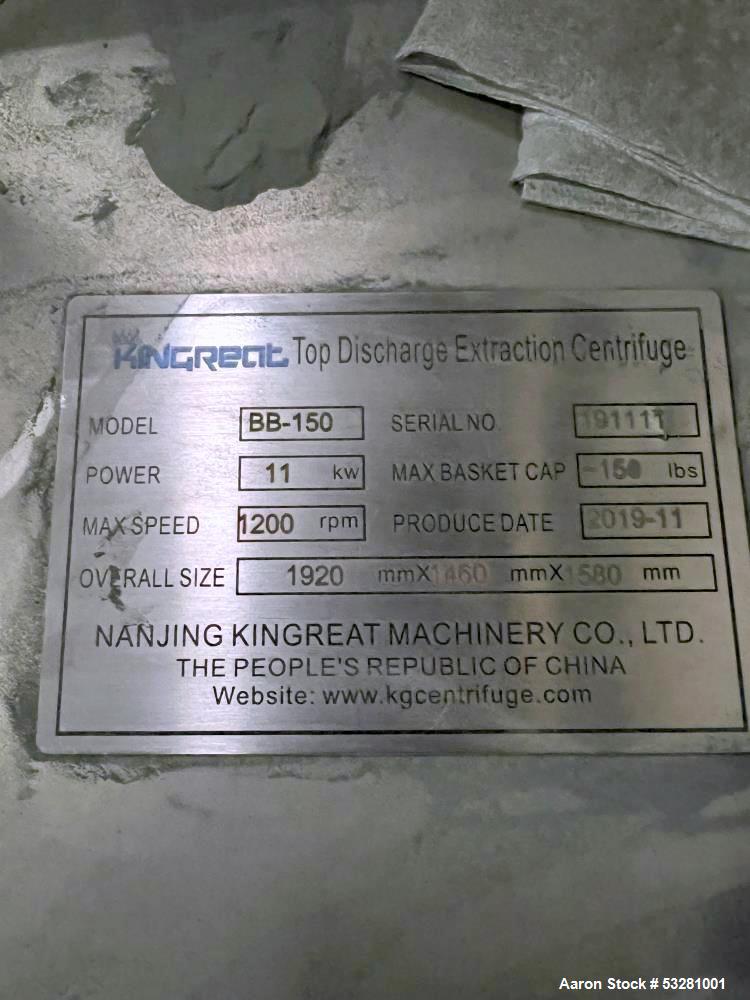 KINGREAT Top Discharge Extraction Centrifuge
MODEL BB-150 SERIAL NO. 191111
POWER 11 kw MAX BASKET CAP 150 lbs
MAX SPEED 1200 rpm PRODUCE DATE 2019-11
OVERALL SIZE 1920 mmX1460 mmX1580 mm
NANJING KINGREAT MACHINERY CO., LTD.
THE PEOPLE'S REPUBLIC OF CHINA
Website: www.kgcentrifuge.com
Aaron Stock # 53281001